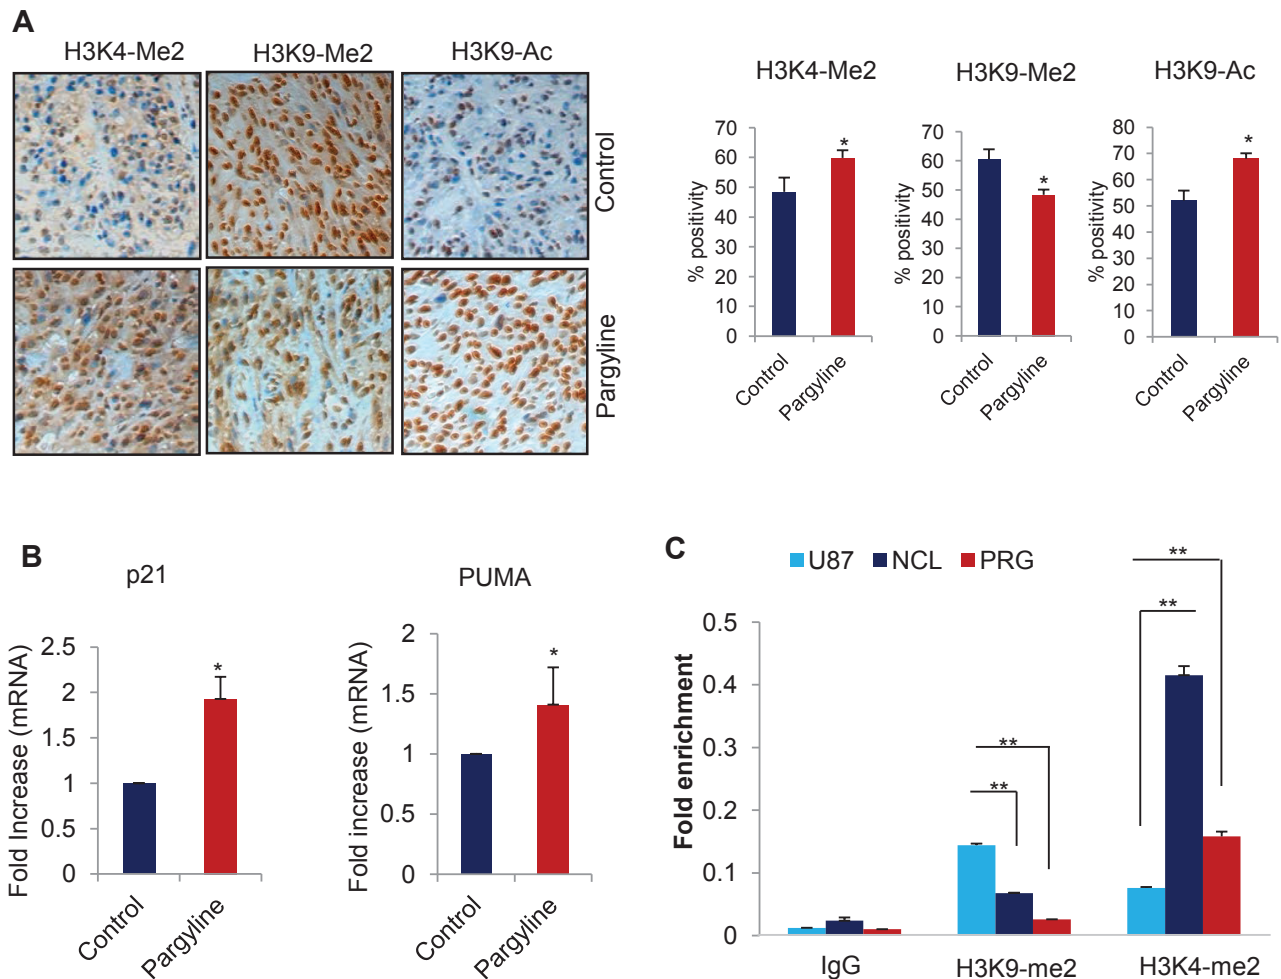 A
H3K4-Me2 H3K9-Me2 H3K9-Ac
Control
Pargyline
H3K4-Me2
% positivity
70
60
50
40
30
20
10
0
*
Control
Pargyline
H3K9-Me2
% positivity
70
60
50
40
30
20
10
0
*
Control
Pargyline
H3K9-Ac
% positivity
80
70
60
50
40
30
20
10
0
*
Control
Pargyline
B
p21
Fold Increase (mRNA)
2.5
2
1.5
1
0.5
0
*
Control
Pargyline
PUMA
Fold increase (mRNA)
2
1.5
1
0.5
0
*
Control
Pargyline
C
U87 NCL PRG
Fold enrichment
0.5
0.4
0.3
0.2
0.1
0
**
**
**
**
IgG H3K9-me2 H3K4-me2